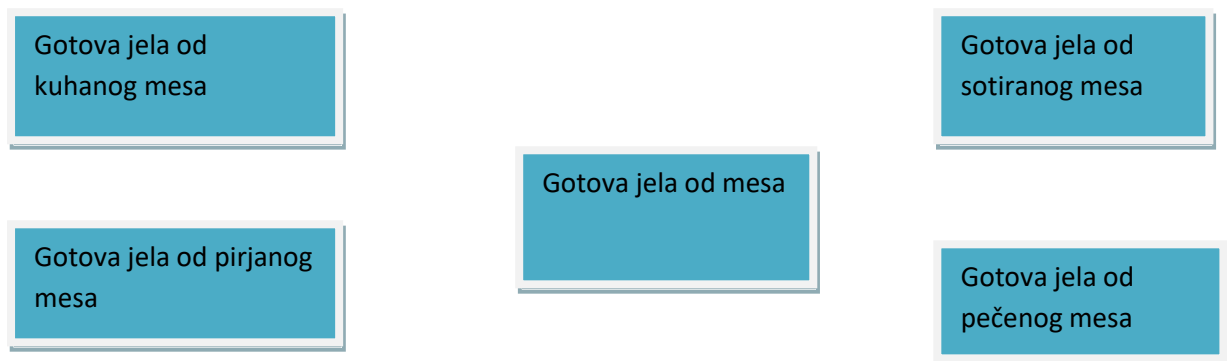 Gotova jela od
kuhanog mesa
Gotova jela od
sotiranog mesa
Gotova jela od mesa
Gotova jela od pirjanog
mesa
Gotova jela od
pečenog mesa